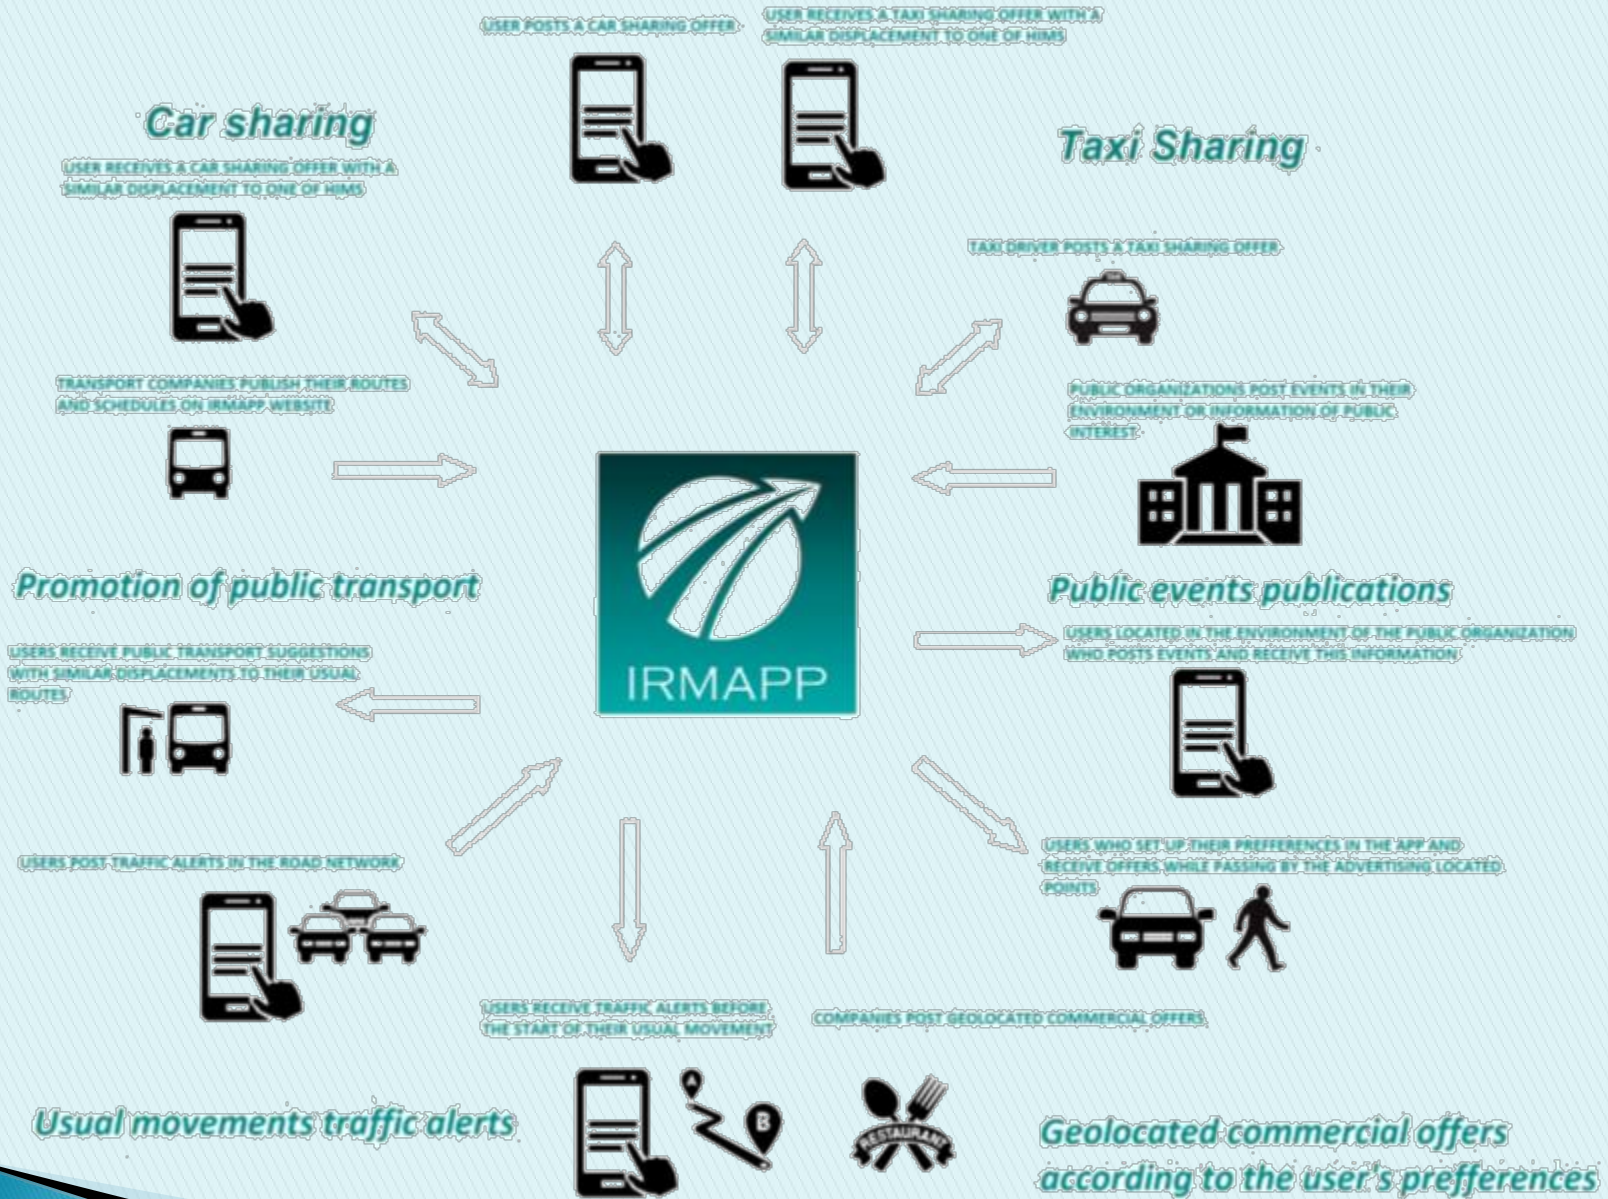 USER POSTS A CAR SHARING OFFER
USER RECEIVES A TAXI SHARING OFFER WITH A
SIMILAR DISPLACEMENT TO ONE OF HIMS
Car sharing
USER RECEIVES A CAR SHARING OFFER WITH A
SIMILAR DISPLACEMENT TO ONE OF HIMS
Taxi Sharing
TAXI DRIVER POSTS A TAXI SHARING OFFER
TRANSPORT COMPANIES PUBLISH THEIR ROUTES
AND SCHEDULES ON IRMAPP WEBSITE
PUBLIC ORGANIZATIONS POST EVENTS IN THEIR
ENVIRONMENT OR INFORMATION OF PUBLIC
INTEREST
IRMAPP
Promotion of public transport
USERS RECEIVE PUBLIC TRANSPORT SUGGESTIONS
WITH SIMILAR DISPLACEMENTS TO THEIR USUAL
ROUTES
Public events publications
USERS LOCATED IN THE ENVIRONMENT OF THE PUBLIC ORGANIZATION
WHO POSTS EVENTS AND RECEIVE THIS INFORMATION
USERS POST TRAFFIC ALERTS IN THE ROAD NETWORK
USERS WHO SET UP THEIR PREFFERENCES IN THE APP AND
RECEIVE OFFERS WHILE PASSING BY THE ADVERTISING LOCATED
POINTS
USERS RECEIVE TRAFFIC ALERTS BEFORE
THE START OF THEIR USUAL MOVEMENT
COMPANIES POST GEOLOCATED COMMERCIAL OFFERS
Usual movements traffic alerts
A
B
RESTAURANT
Geolocated commercial offers
according to the user's prefferences